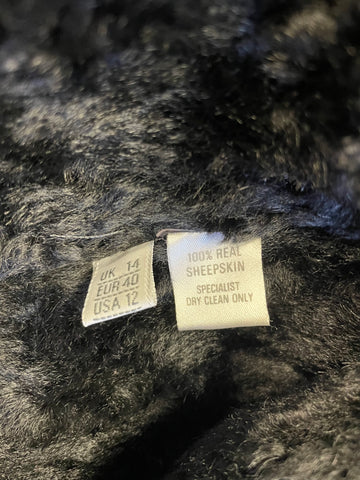 UK 14
EUR 40
USA 12
100% REAL
SHEEPSKIN
SPECIALIST
DRY CLEAN ONLY